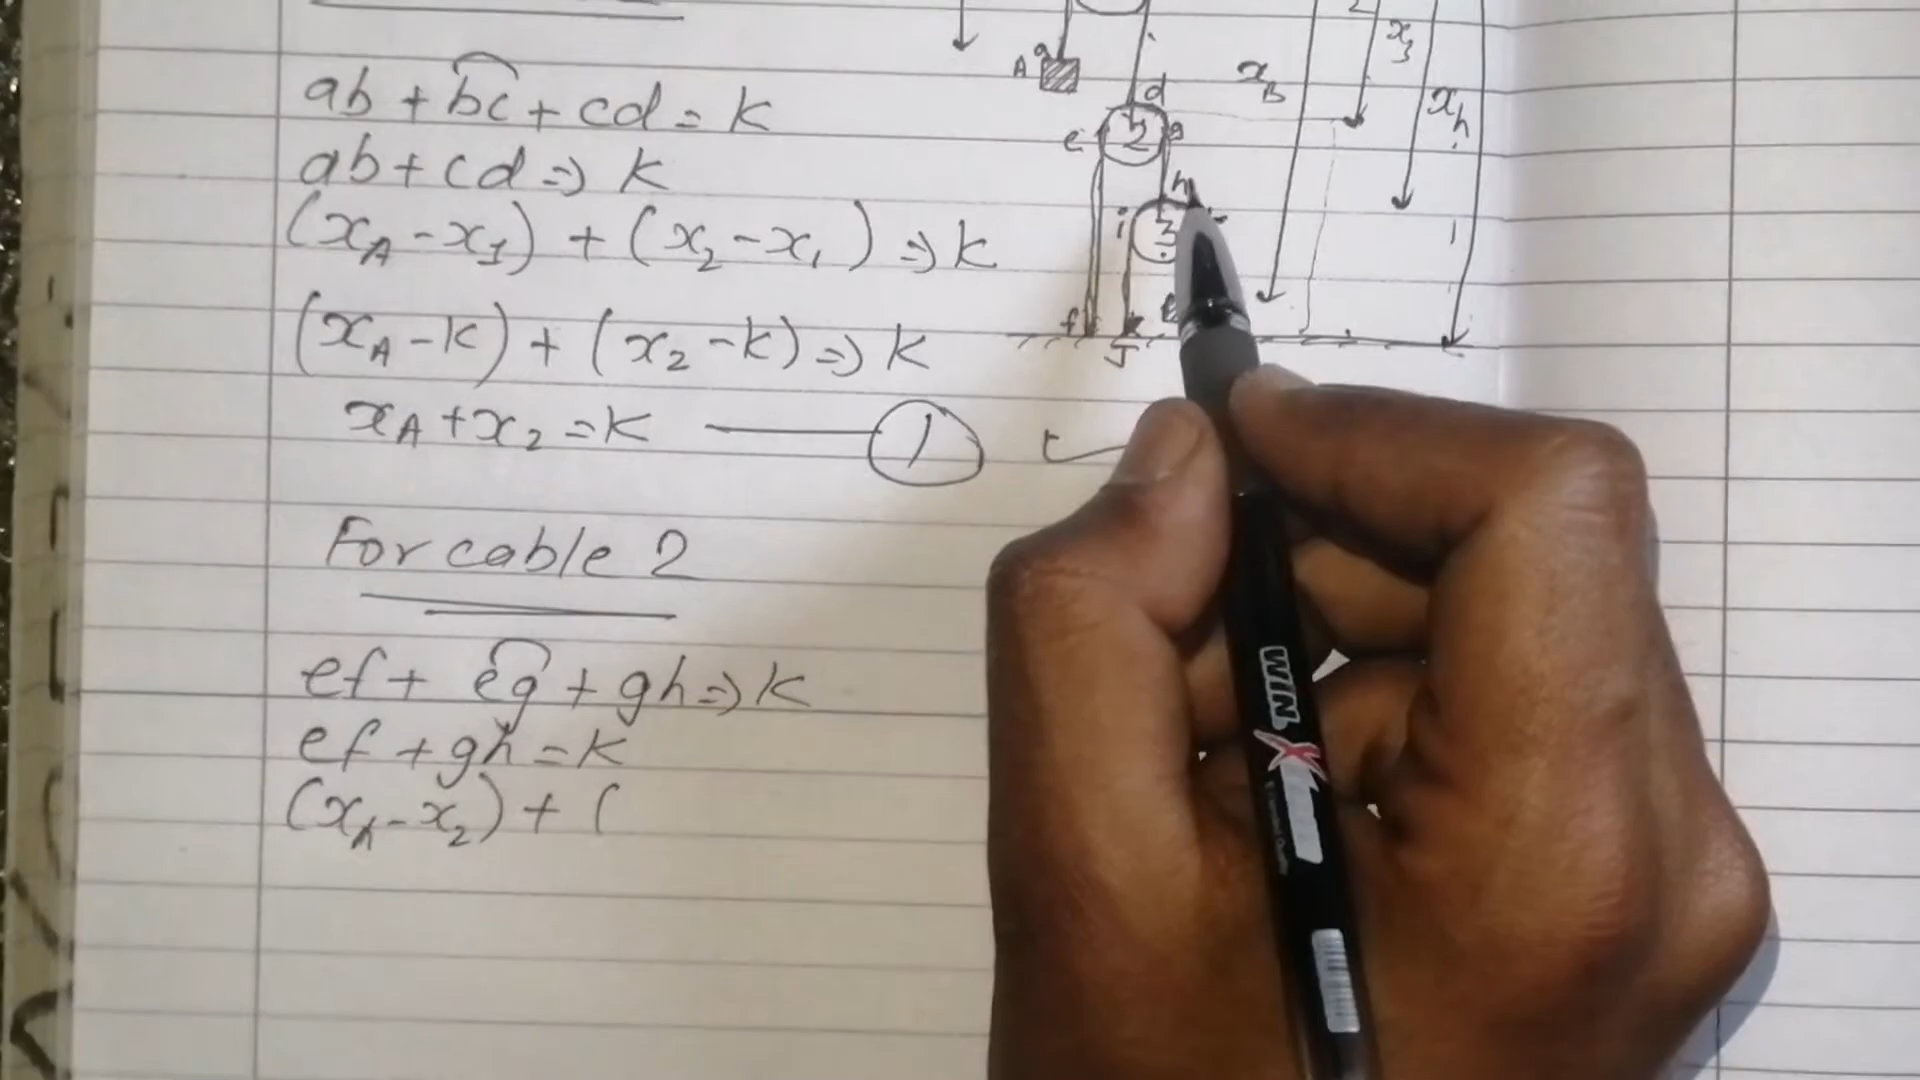 ab + bc + cd = k
ab + cd => k
(xA - x1) + (x2 - x1) => k
(xA - k) + (x2 - k) => k
xA + x2 = k —— 1
For cable 2
ef + eg + gh => k
ef + gh = k
(xh - x2) + (
a
A
d
e
2
g
h
i
3
f
J
xB
x3
xh
WIN
X